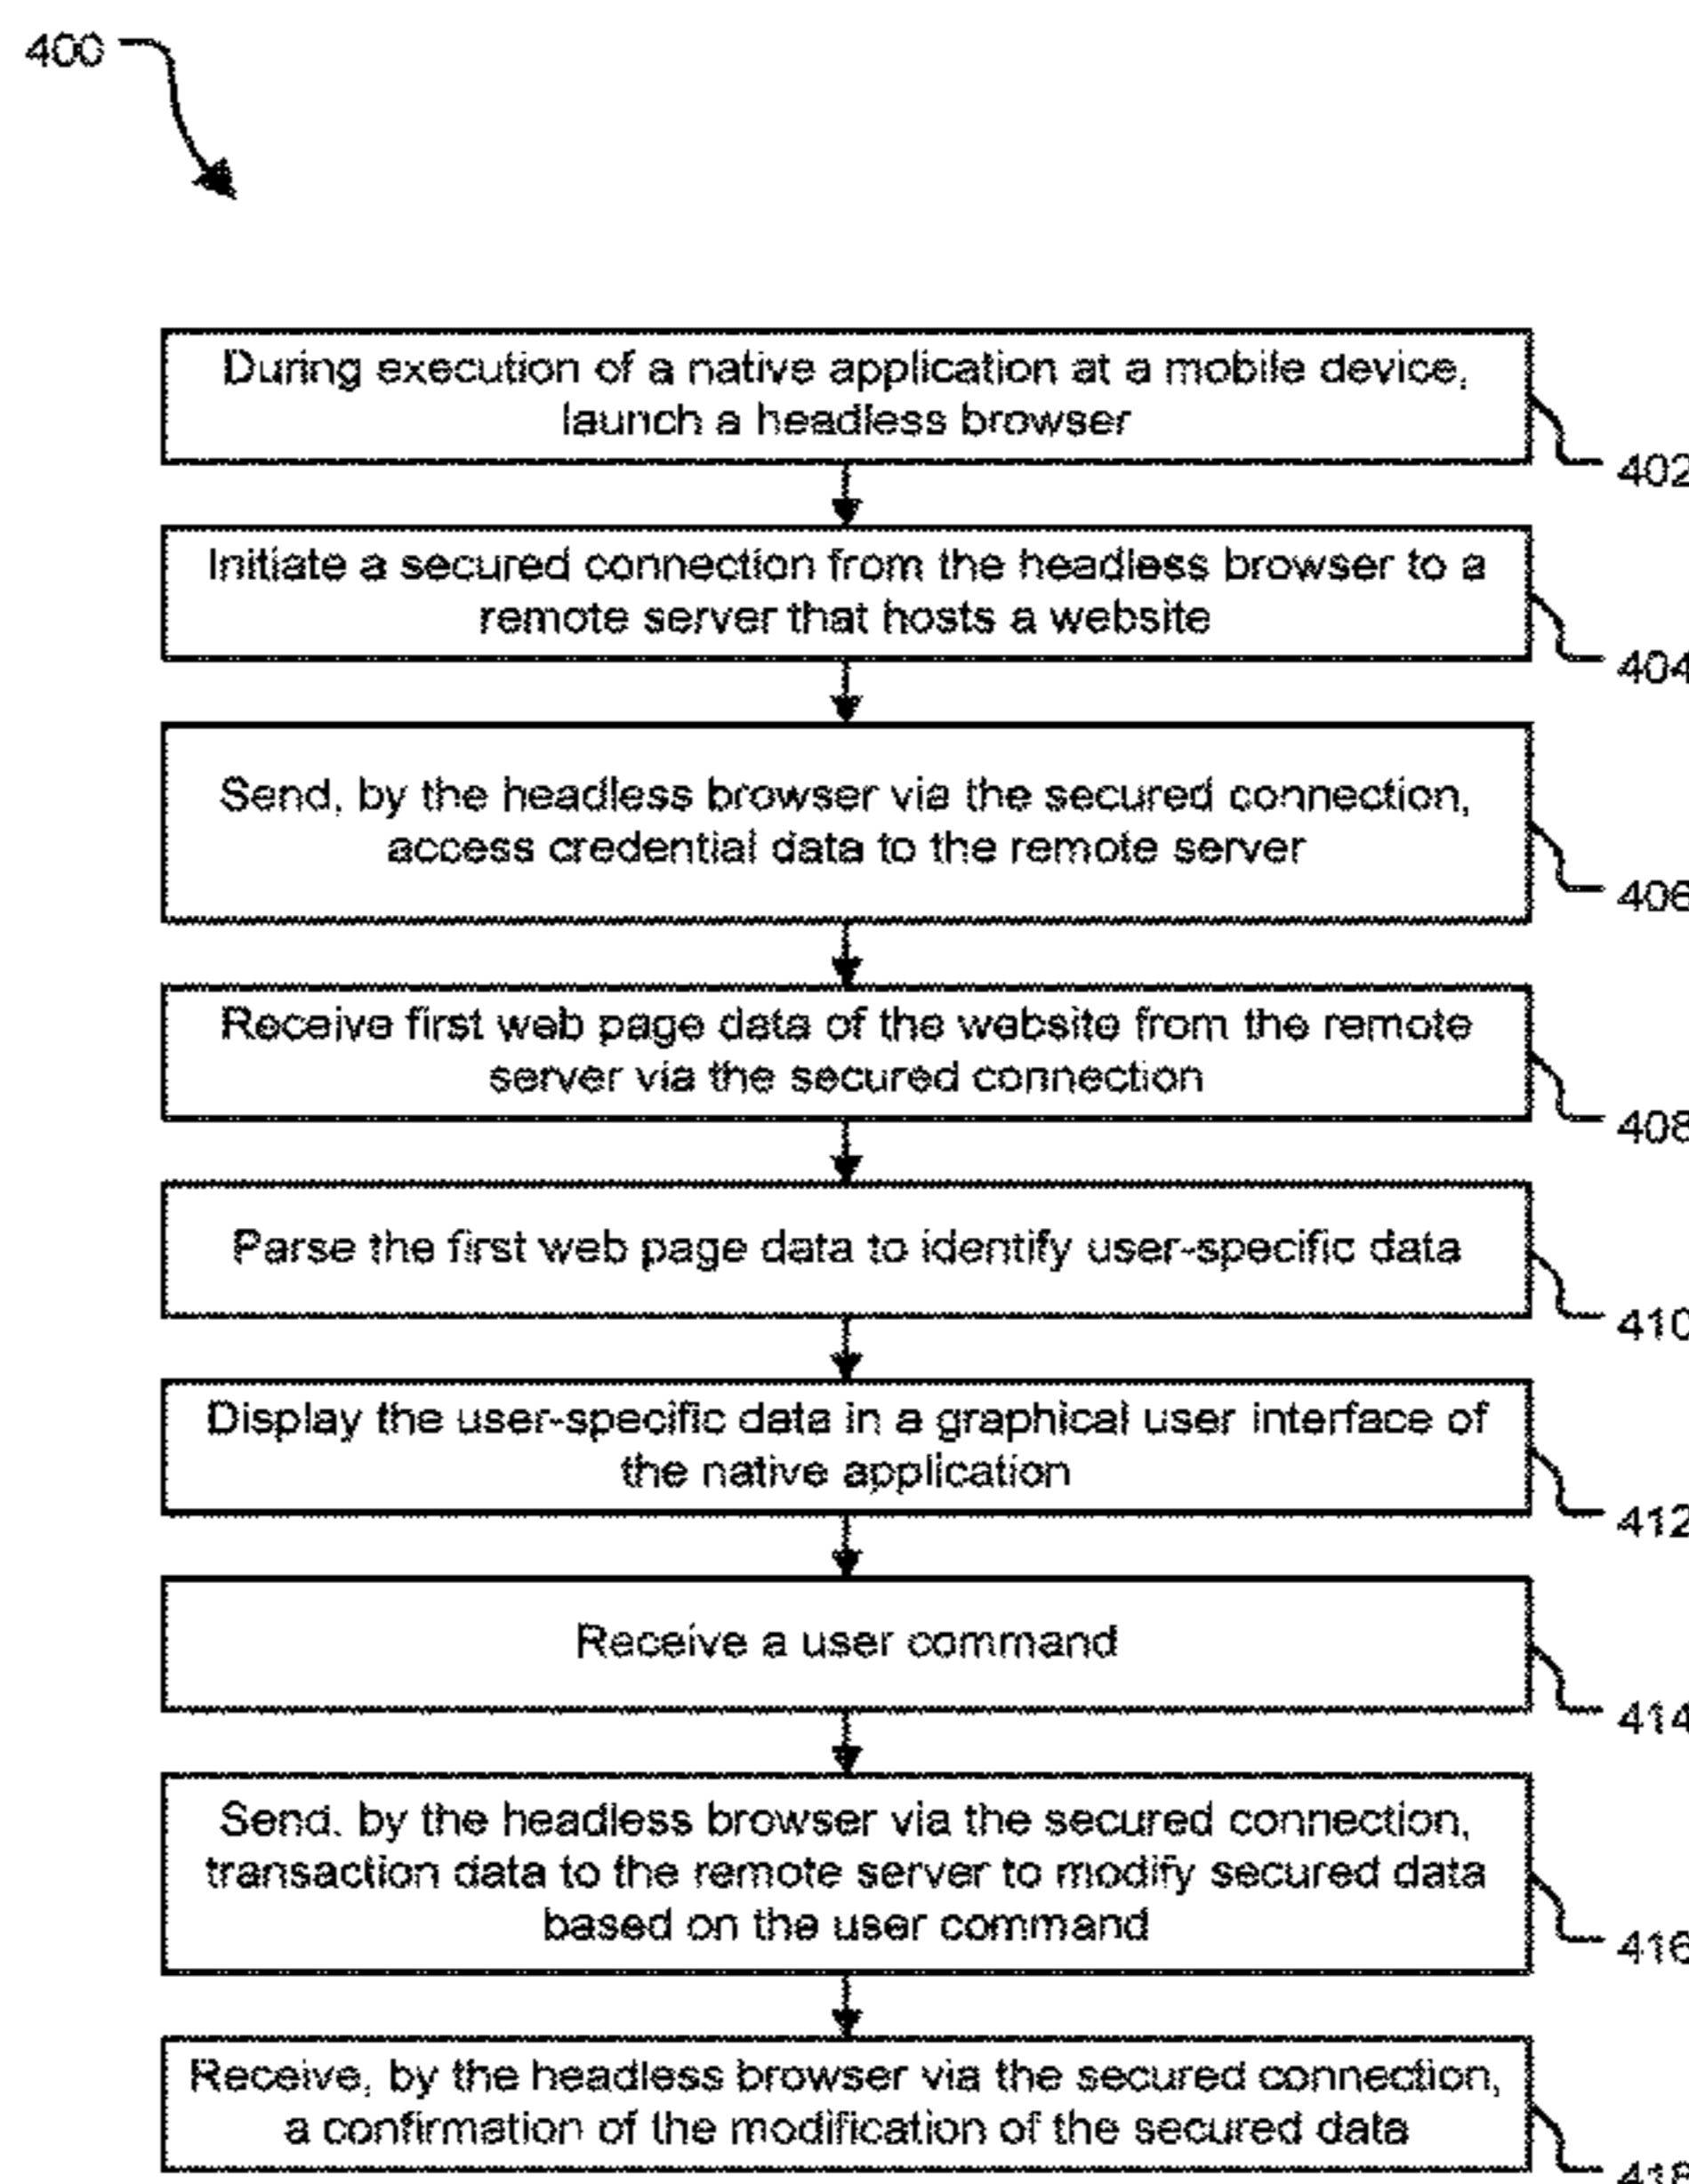 400
During execution of a native application at a mobile device,
launch a headless browser
402
Initiate a secured connection from the headless browser to a
remote server that hosts a website
404
Send, by the headless browser via the secured connection,
access credential data to the remote server
406
Receive first web page data of the website from the remote
server via the secured connection
408
Parse the first web page data to identify user-specific data
410
Display the user-specific data in a graphical user interface of
the native application
412
Receive a user command
414
Send, by the headless browser via the secured connection,
transaction data to the remote server to modify secured data
based on the user command
416
Receive, by the headless browser via the secured connection,
a confirmation of the modification of the secured data
418